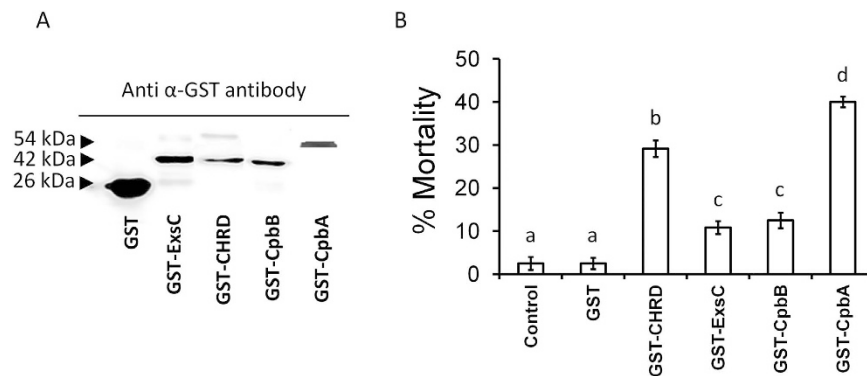 A
Anti α-GST antibody
54 kDa
42 kDa
26 kDa
GST
GST-ExsC
GST-CHRD
GST-CpbB
GST-CpbA
B
% Mortality
50
40
30
20
10
0
a
a
b
c
c
d
Control
GST
GST-CHRD
GST-ExsC
GST-CpbB
GST-CpbA